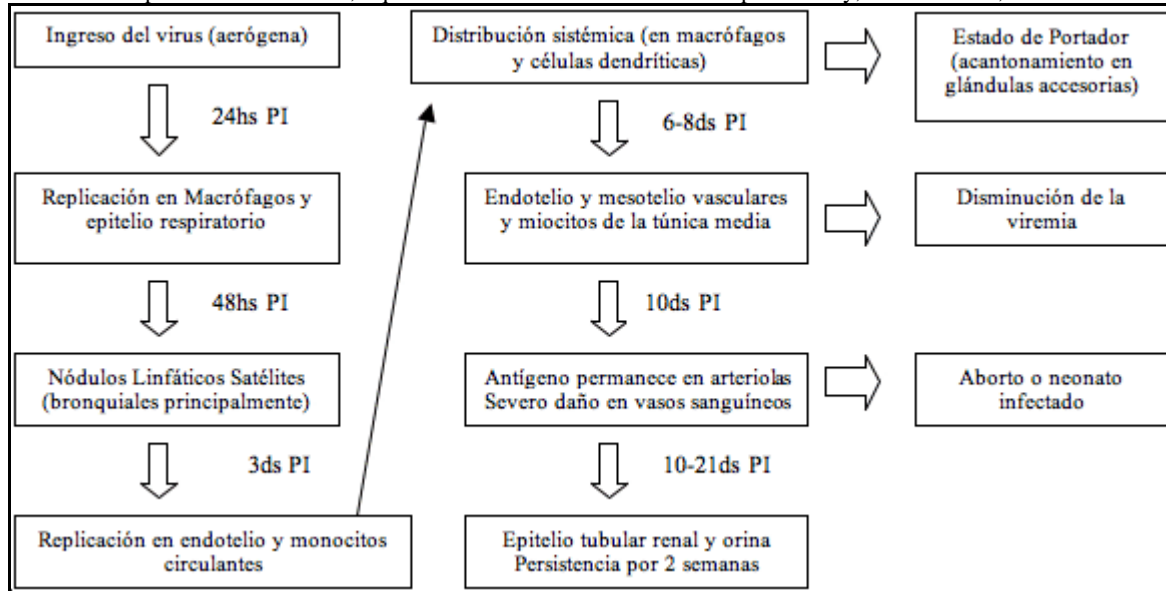 Ingreso del virus (aerógena)
24hs PI
Replicación en Macrófagos y
epitelio respiratorio
48hs PI
Nódulos Linfáticos Satélites
(bronquiales principalmente)
3ds PI
Replicación en endotelio y monocitos
circulantes
Distribución sistémica (en macrófagos
y células dendríticas)
6-8ds PI
Endotelio y mesotelio vasculares
y miocitos de la túnica media
10ds PI
Antígeno permanece en arteriolas
Severo daño en vasos sanguíneos
10-21ds PI
Epitelio tubular renal y orina
Persistencia por 2 semanas
Estado de Portador
(acantonamiento en
glándulas accesorias)
Disminución de la
viremia
Aborto o neonato
infectado